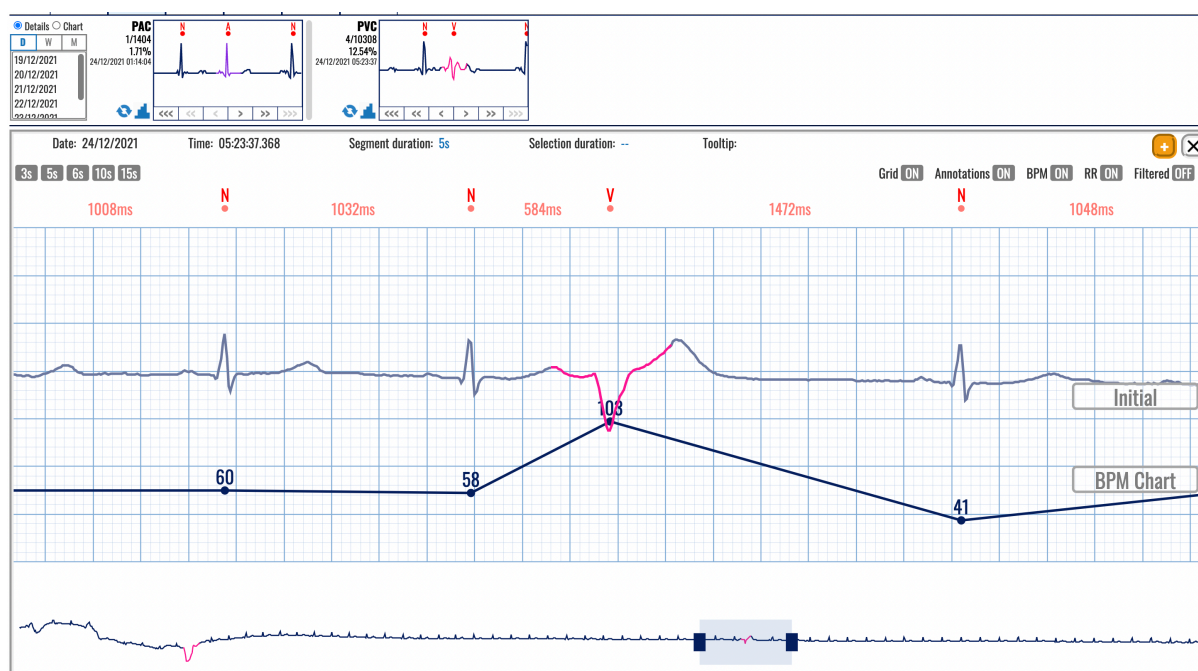 Details Chart
D W M
19/12/2021
20/12/2021
21/12/2021
22/12/2021
23/12/2021
PAC
1/1404
1.71%
24/12/2021 01:14:04
N A N
<<< << < > >> >>>
PVC
4/10308
12.54%
24/12/2021 05:23:37
N V N
<<< << < > >> >>>
Date: 24/12/2021 Time: 05:23:37.368 Segment duration: 5s Selection duration: -- Tooltip:
+ X
3s 5s 6s 10s 15s Grid ON Annotations ON BPM ON RR ON Filtered OFF
N N V N
1008ms 1032ms 584ms 1472ms 1048ms
Initial
103
60 58 41
BPM Chart